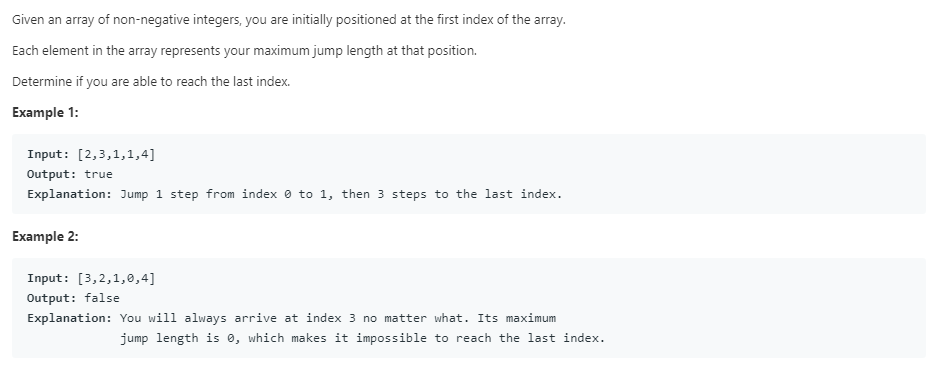 Given an array of non-negative integers, you are initially positioned at the first index of the array.
Each element in the array represents your maximum jump length at that position.
Determine if you are able to reach the last index.
Example 1:
Input: [2,3,1,1,4]
Output: true
Explanation: Jump 1 step from index 0 to 1, then 3 steps to the last index.
Example 2:
Input: [3,2,1,0,4]
Output: false
Explanation: You will always arrive at index 3 no matter what. Its maximum
jump length is 0, which makes it impossible to reach the last index.